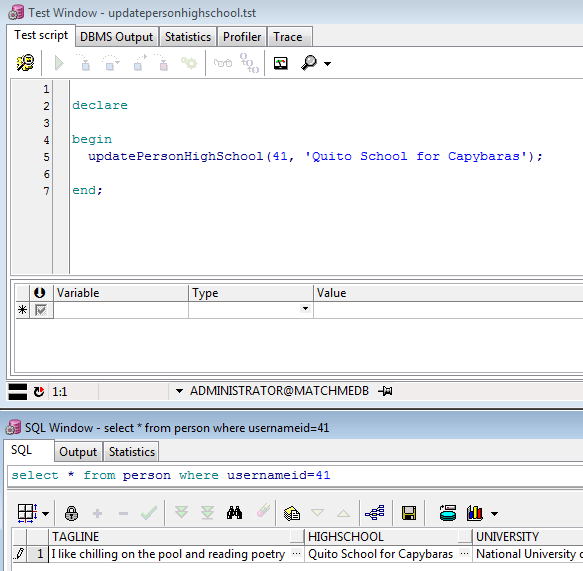 Test Window - updatepersonhighschool.tst
Test script DBMS Output Statistics Profiler Trace
1
2 declare
3
4 begin
5 updatePersonHighSchool(41, 'Quito School for Capybaras');
6
7 end;
Variable Type Value
1:1 ADMINISTRATOR@MATCHMEDB
SQL Window - select * from person where usernameid=41
SQL Output Statistics
select * from person where usernameid=41
TAGLINE HIGHSCHOOL UNIVERSITY
1 I like chilling on the pool and reading poetry ... Quito School for Capybaras ... National University o